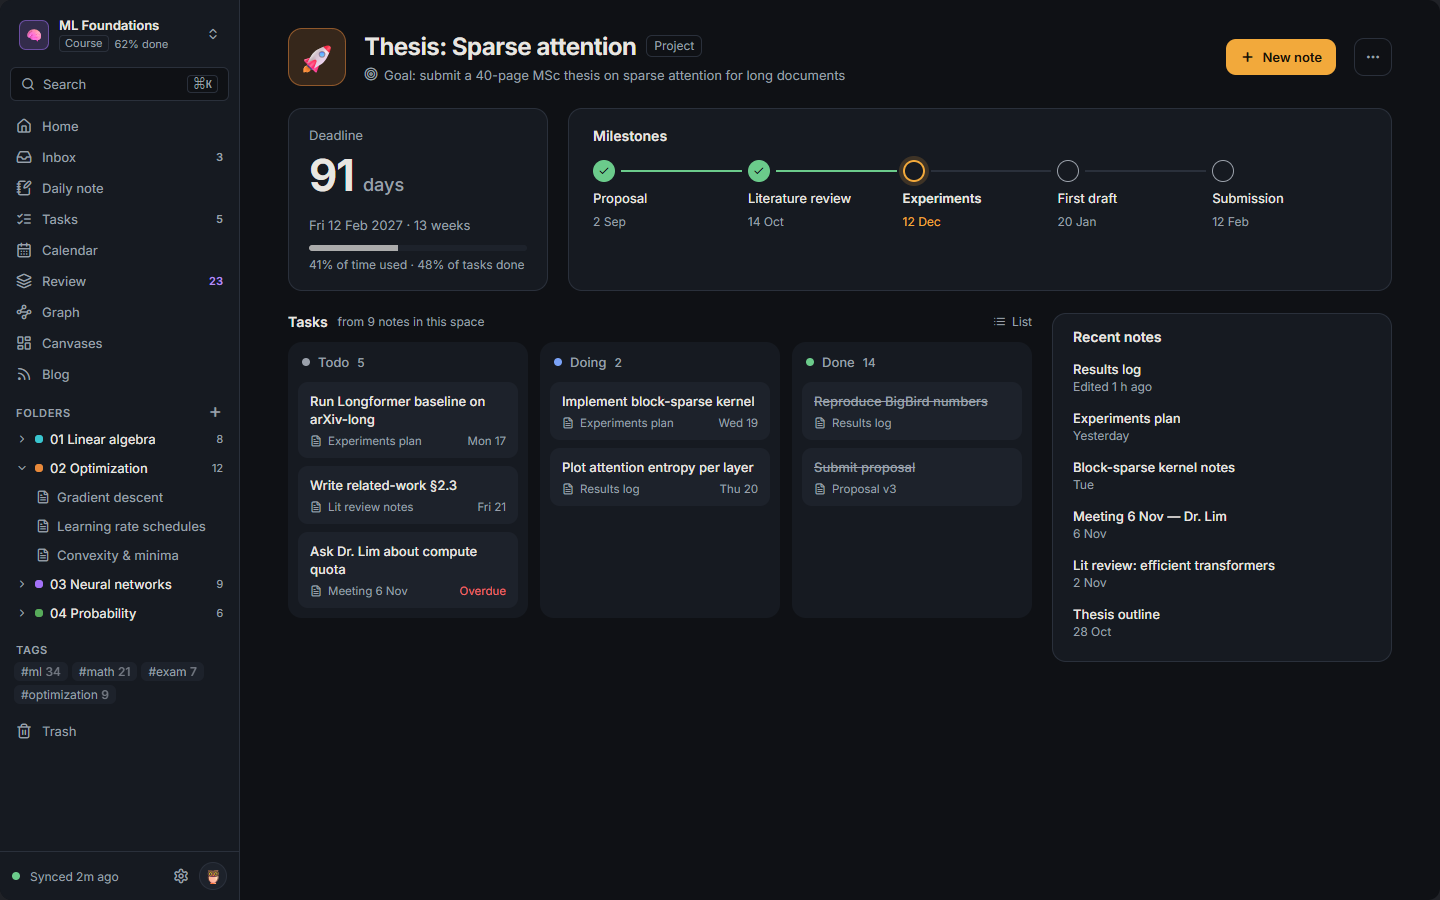 ML Foundations
Course 62% done
Search ⌘K
Home
Inbox 3
Daily note
Tasks 5
Calendar
Review 23
Graph
Canvases
Blog
FOLDERS
01 Linear algebra 8
02 Optimization 12
Gradient descent
Learning rate schedules
Convexity & minima
03 Neural networks 9
04 Probability 6
TAGS
#ml 34 #math 21 #exam 7
#optimization 9
Trash
Synced 2m ago
Thesis: Sparse attention Project
Goal: submit a 40-page MSc thesis on sparse attention for long documents
New note
Deadline
91 days
Fri 12 Feb 2027 · 13 weeks
41% of time used · 48% of tasks done
Milestones
Proposal
2 Sep
Literature review
14 Oct
Experiments
12 Dec
First draft
20 Jan
Submission
12 Feb
Tasks from 9 notes in this space
List
Todo 5
Run Longformer baseline on
arXiv-long
Experiments plan Mon 17
Write related-work §2.3
Lit review notes Fri 21
Ask Dr. Lim about compute
quota
Meeting 6 Nov Overdue
Doing 2
Implement block-sparse kernel
Experiments plan Wed 19
Plot attention entropy per layer
Results log Thu 20
Done 14
Reproduce BigBird numbers
Results log
Submit proposal
Proposal v3
Recent notes
Results log
Edited 1 h ago
Experiments plan
Yesterday
Block-sparse kernel notes
Tue
Meeting 6 Nov — Dr. Lim
6 Nov
Lit review: efficient transformers
2 Nov
Thesis outline
28 Oct